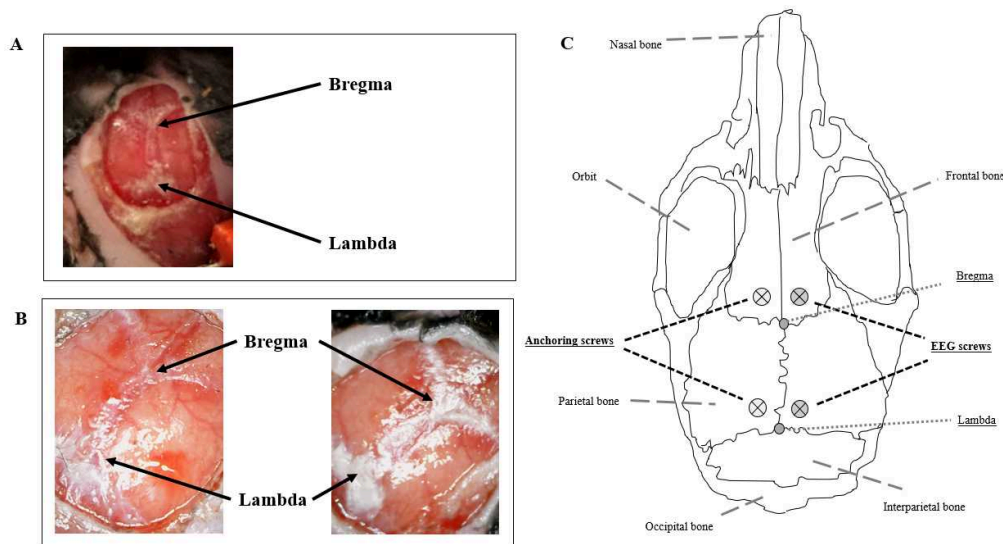 A
Bregma
Lambda
B
Bregma
Lambda
C
Nasal bone
Orbit
Frontal bone
Bregma
Anchoring screws
EEG screws
Parietal bone
Lambda
Interparietal bone
Occipital bone